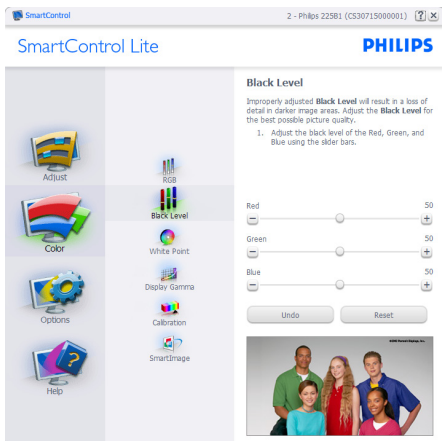 SmartControl
2 - Philips 225B1 (CS30715000001)
SmartControl Lite
PHILIPS
Adjust
Color
Options
Help
RGB
Black Level
White Point
Display Gamma
Calibration
SmartImage
Black Level
Improperly adjusted Black Level will result in a loss of
detail in darker image areas. Adjust the Black Level for
the best possible picture quality.
1. Adjust the black level of the Red, Green, and
Blue using the slider bars.
Red 50
Green 50
Blue 50
Undo Reset